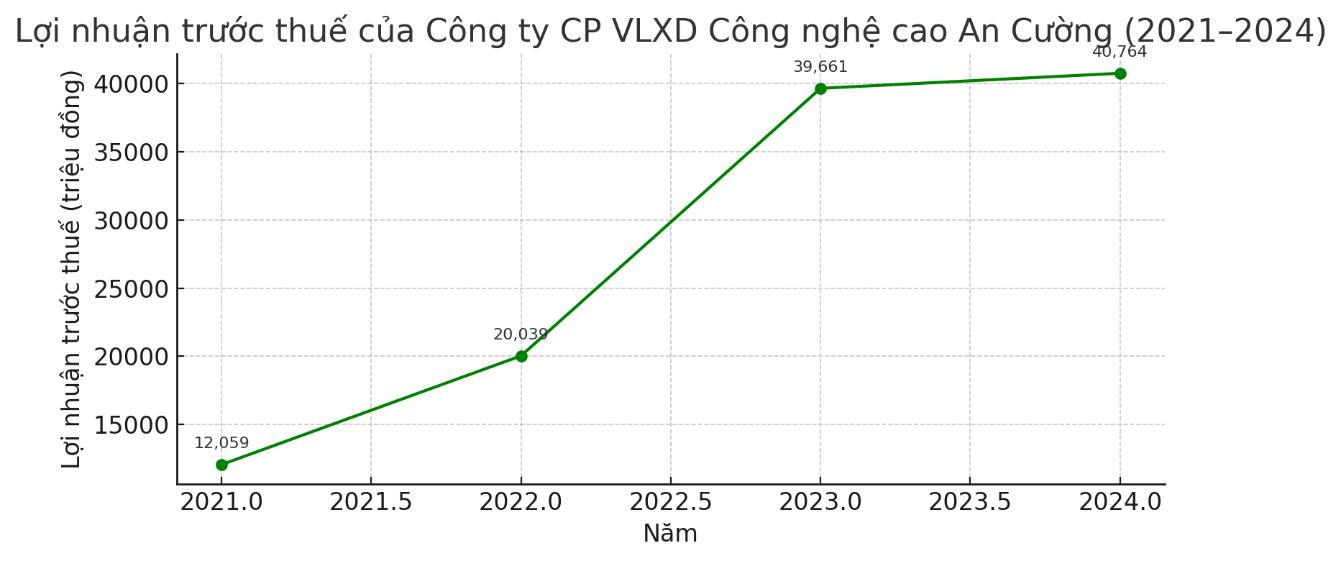 Lợi nhuận trước thuế của Công ty CP VLXD Công nghệ cao An Cường (2021–2024)
40,764
39,661
20,039
12,059
Lợi nhuận trước thuế (triệu đồng)
40000
35000
30000
25000
20000
15000
2021.0 2021.5 2022.0 2022.5 2023.0 2023.5 2024.0
Năm